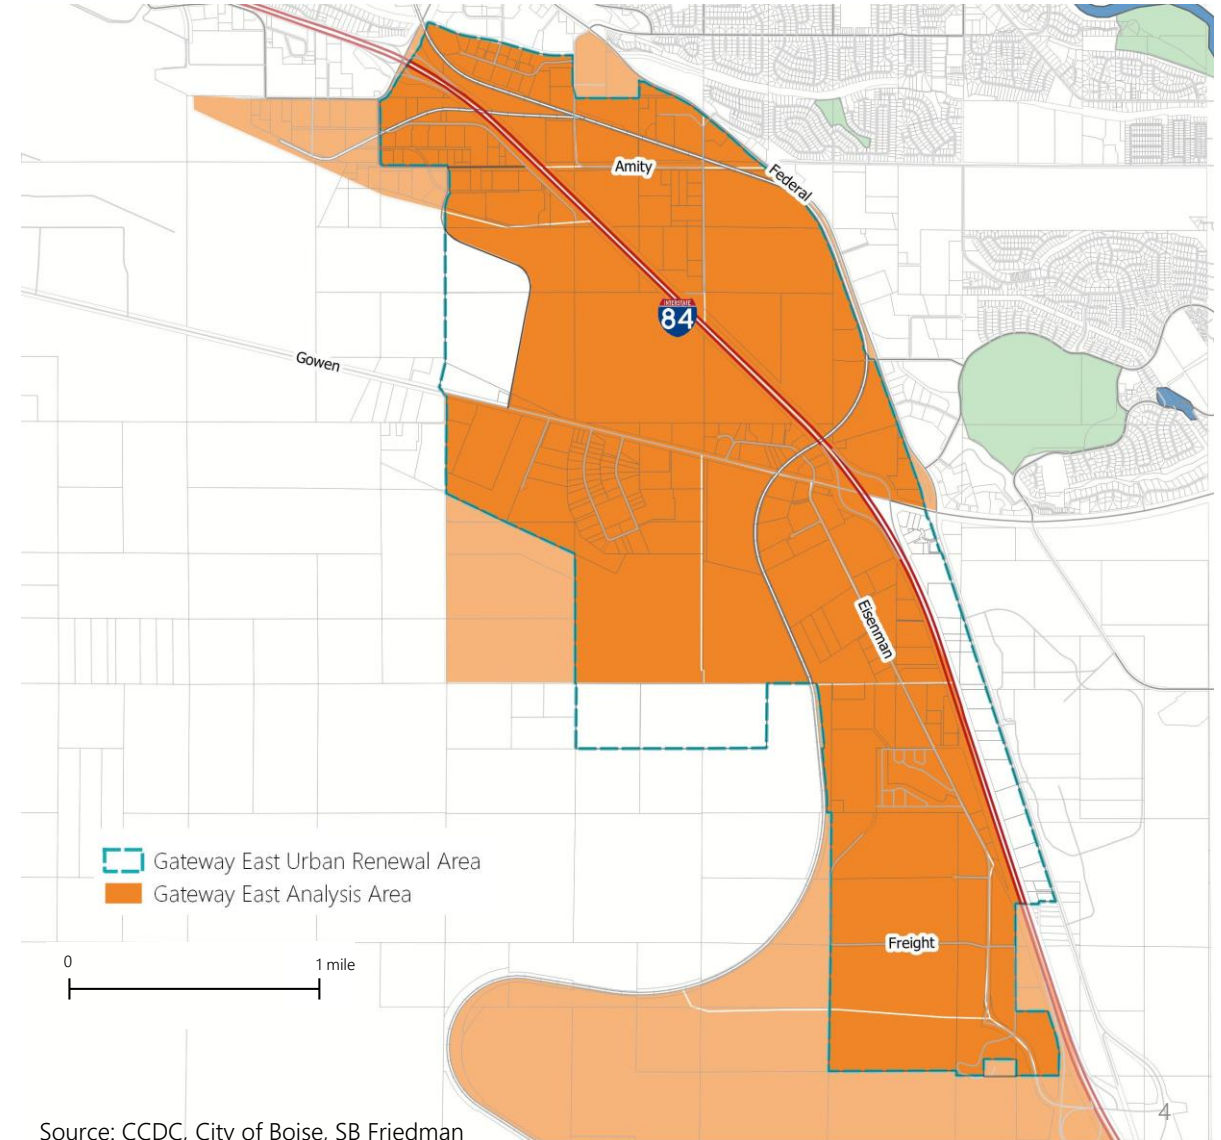 Amity
Federal
INTERSTATE
84
Gowen
Eisenman
Gateway East Urban Renewal Area
Gateway East Analysis Area
Freight
0 1 mile
4
Source: CCDC, City of Boise, SB Friedman